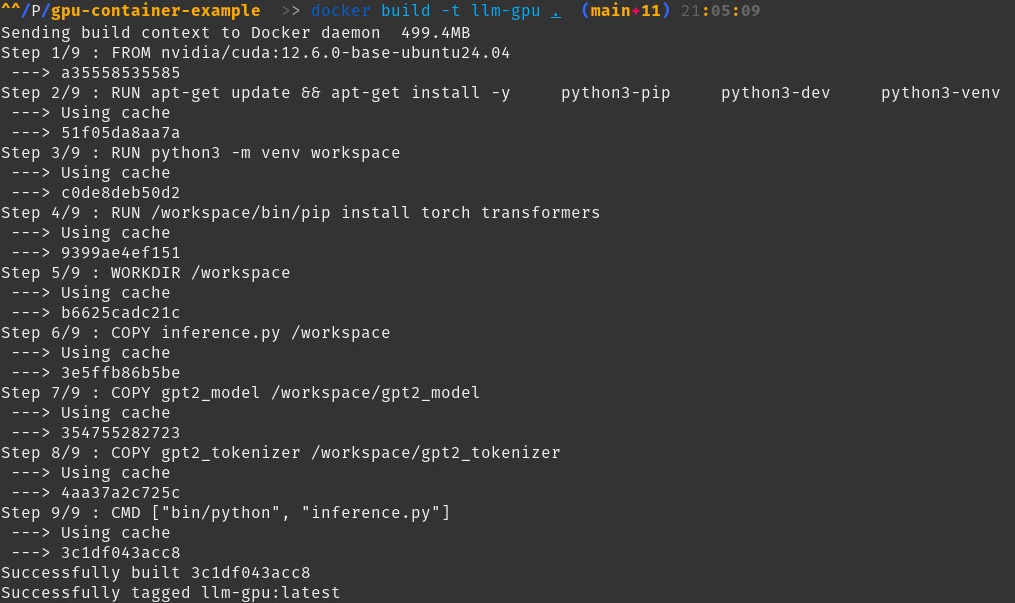 ^^/P/gpu-container-example >> docker build -t llm-gpu . (main+11) 21:05:09
Sending build context to Docker daemon  499.4MB
Step 1/9 : FROM nvidia/cuda:12.6.0-base-ubuntu24.04
 ---> a35558535585
Step 2/9 : RUN apt-get update && apt-get install -y     python3-pip     python3-dev     python3-venv
 ---> Using cache
 ---> 51f05da8aa7a
Step 3/9 : RUN python3 -m venv workspace
 ---> Using cache
 ---> c0de8deb50d2
Step 4/9 : RUN /workspace/bin/pip install torch transformers
 ---> Using cache
 ---> 9399ae4ef151
Step 5/9 : WORKDIR /workspace
 ---> Using cache
 ---> b6625cadc21c
Step 6/9 : COPY inference.py /workspace
 ---> Using cache
 ---> 3e5ffb86b5be
Step 7/9 : COPY gpt2_model /workspace/gpt2_model
 ---> Using cache
 ---> 354755282723
Step 8/9 : COPY gpt2_tokenizer /workspace/gpt2_tokenizer
 ---> Using cache
 ---> 4aa37a2c725c
Step 9/9 : CMD ["bin/python", "inference.py"]
 ---> Using cache
 ---> 3c1df043acc8
Successfully built 3c1df043acc8
Successfully tagged llm-gpu:latest